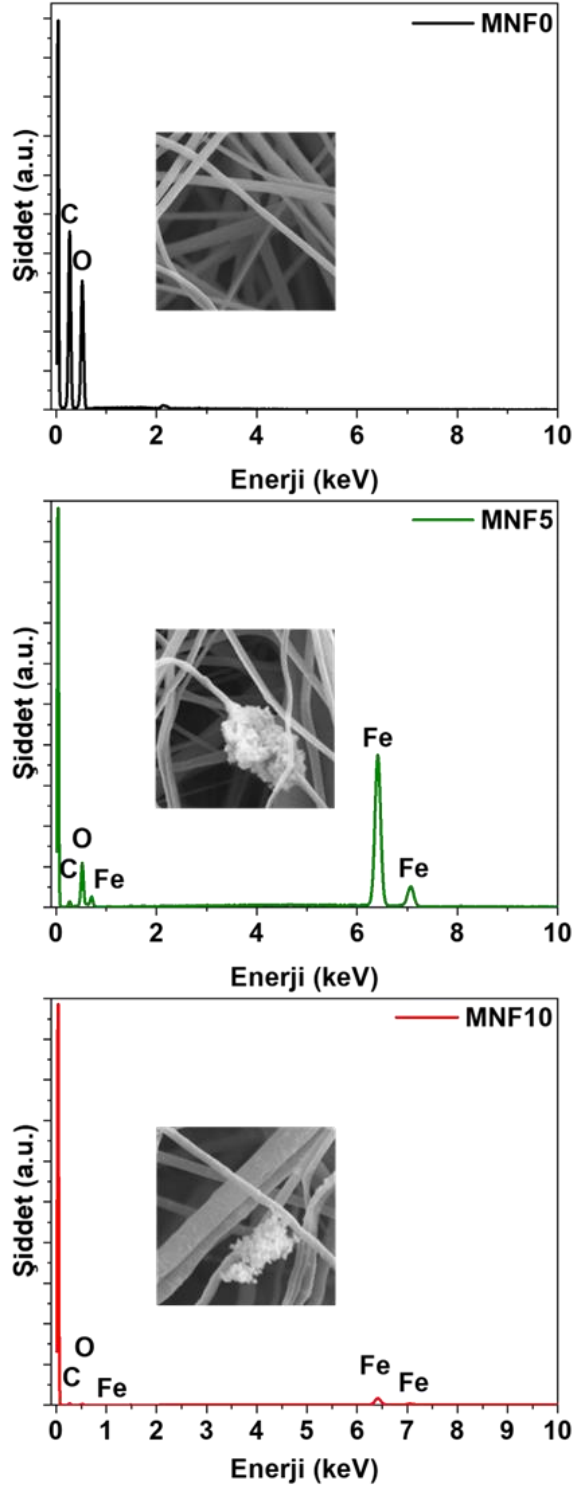 MNF0
Şiddet (a.u.)
C
O
0 2 4 6 8 10
Enerji (keV)
MNF5
Şiddet (a.u.)
Fe
O
C
Fe
Fe
0 2 4 6 8 10
Enerji (keV)
MNF10
Şiddet (a.u.)
O
C
Fe
Fe
Fe
0 1 2 3 4 5 6 7 8 9 10
Enerji (keV)